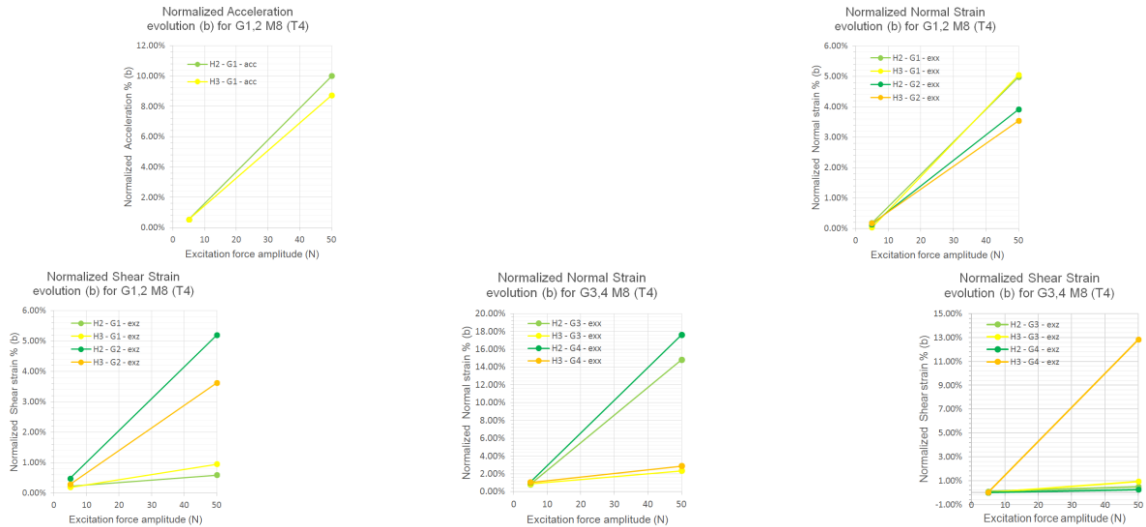 Normalized Acceleration
evolution (b) for G1,2 M8 (T4)
12.00%
10.00%
8.00%
6.00%
4.00%
2.00%
0.00%
Normalized Acceleration % (b)
H2 - G1 - acc
H3 - G1 - acc
0 10 20 30 40 50
Excitation force amplitude (N)
Normalized Normal Strain
evolution (b) for G1,2 M8 (T4)
6.00%
5.00%
4.00%
3.00%
2.00%
1.00%
0.00%
Normalized Normal strain % (b)
H2 - G1 - exx
H3 - G1 - exx
H2 - G2 - exx
H3 - G2 - exx
0 10 20 30 40 50
Excitation force amplitude (N)
Normalized Shear Strain
evolution (b) for G1,2 M8 (T4)
6.00%
5.00%
4.00%
3.00%
2.00%
1.00%
0.00%
Normalized Shear strain % (b)
H2 - G1 - exz
H3 - G1 - exz
H2 - G2 - exz
H3 - G2 - exz
0 10 20 30 40 50
Excitation force amplitude (N)
Normalized Normal Strain
evolution (b) for G3,4 M8 (T4)
20.00%
18.00%
16.00%
14.00%
12.00%
10.00%
8.00%
6.00%
4.00%
2.00%
0.00%
Normalized Normal strain % (b)
H2 - G3 - exx
H3 - G3 - exx
H2 - G4 - exx
H3 - G4 - exx
0 10 20 30 40 50
Excitation force amplitude (N)
Normalized Shear Strain
evolution (b) for G3,4 M8 (T4)
15.00%
13.00%
11.00%
9.00%
7.00%
5.00%
3.00%
1.00%
-1.00%
Normalized Shear strain % (b)
H2 - G3 - exz
H3 - G3 - exz
H2 - G4 - exz
H3 - G4 - exz
0 10 20 30 40 50
Excitation force amplitude (N)